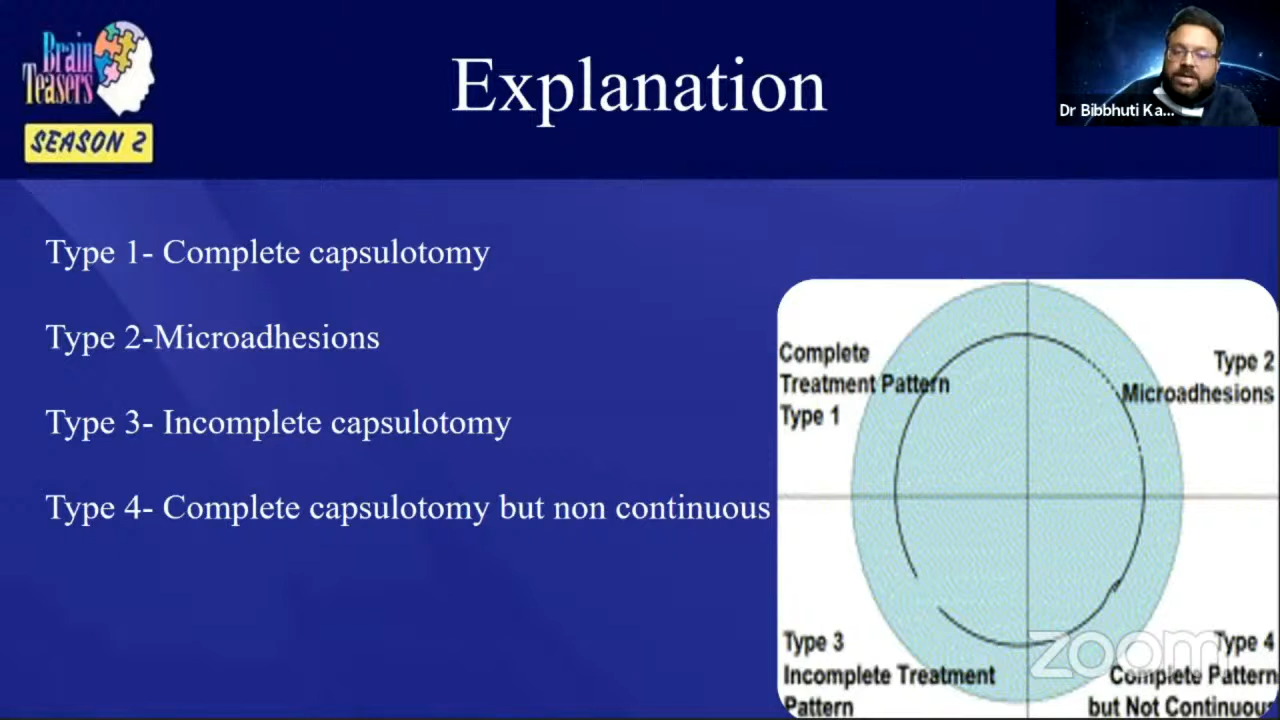 Brain
Teasers
SEASON 2
Explanation
Dr Bibbhuti Ka...
Type 1- Complete capsulotomy
Type 2-Microadhesions
Type 3- Incomplete capsulotomy
Type 4- Complete capsulotomy but non continuous
Complete
Treatment Pattern
Type 1
Type 2
Microadhesions
Type 3
Incomplete Treatment
Pattern
zoom
Type 4
Complete Pattern
but Not Continuous